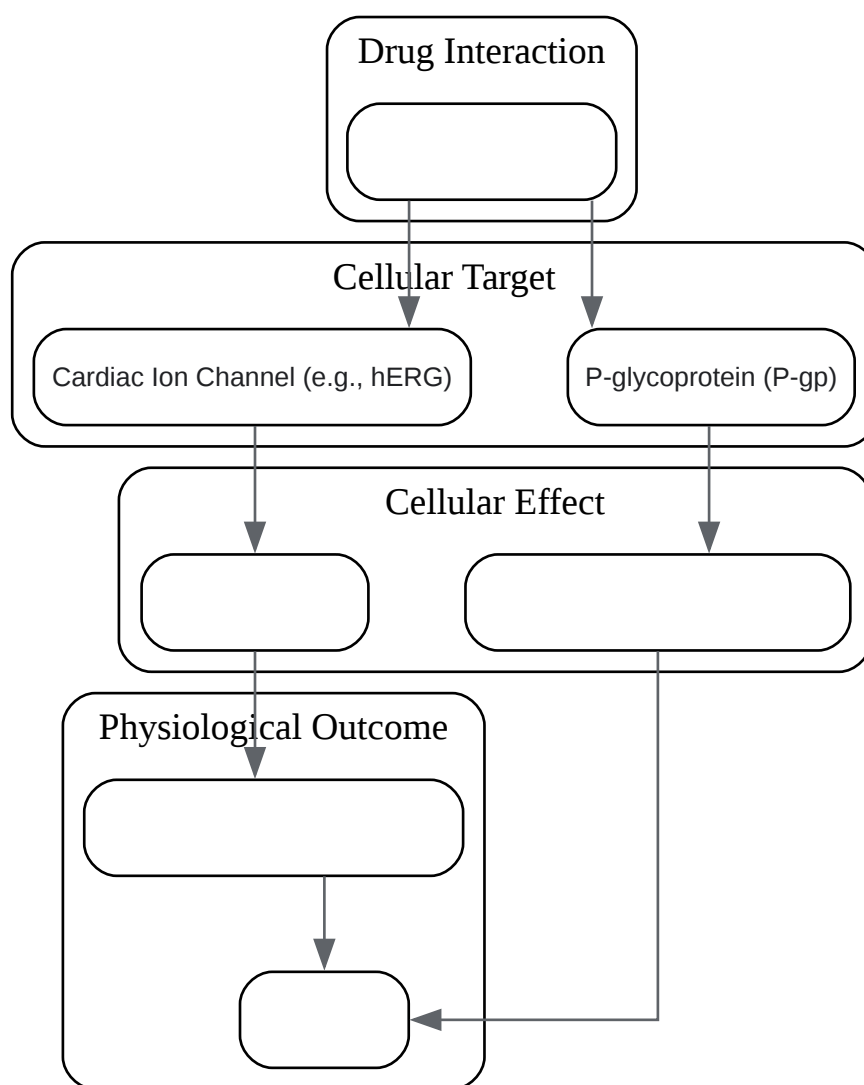 Drug Interaction
Cellular Target
Cardiac Ion Channel (e.g., hERG)
P-glycoprotein (P-gp)
Cellular Effect
Physiological Outcome